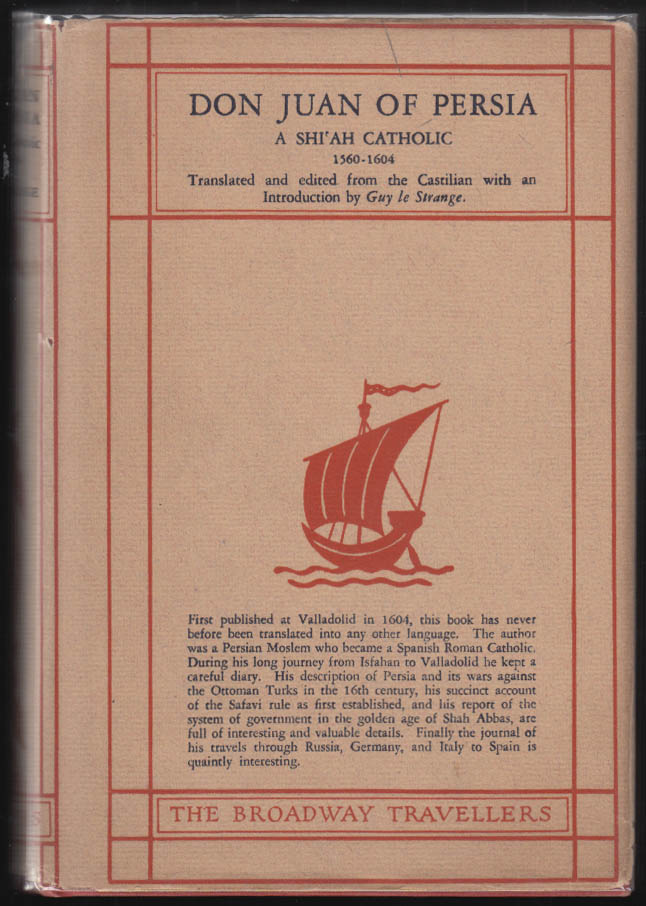 DON JUAN OF PERSIA
A SHI'AH CATHOLIC
1560-1604
Translated and edited from the Castilian with an
Introduction by Guy le Strange.
First published at Valladolid in 1604, this book has never
before been translated into any other language. The author
was a Persian Moslem who became a Spanish Roman Catholic.
During his long journey from Isfahan to Valladolid he kept a
careful diary. His description of Persia and its wars against
the Ottoman Turks in the 16th century, his succinct account
of the Safavi rule as first established, and his report of the
system of government in the golden age of Shah Abbas, are
full of interesting and valuable details. Finally the journal of
his travels through Russia, Germany, and Italy to Spain is
quaintly interesting.
THE BROADWAY TRAVELLERS